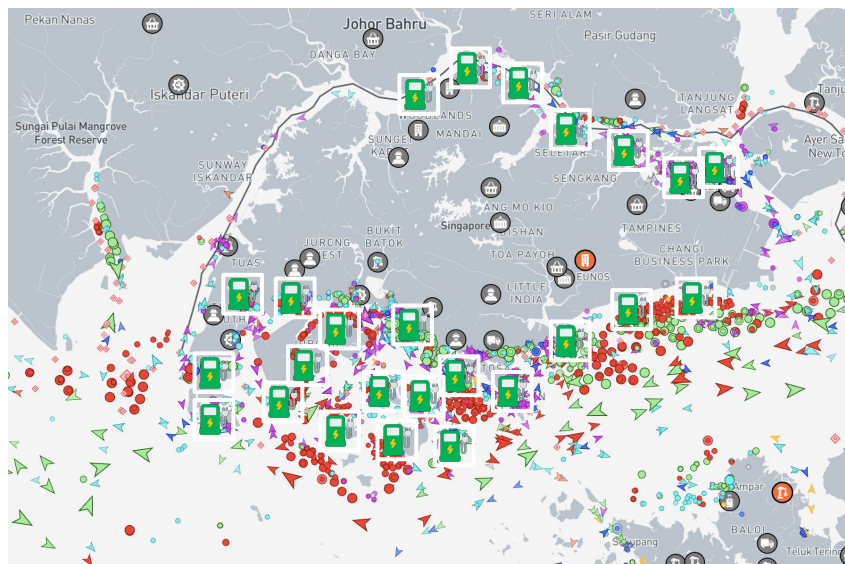 Pekan Nanas
Johor Bahru
SERI ALAM
DANGA BAY
Pasir Gudang
Iskandar Puteri
TANJUNG
LANGSAT
WOODLANDS
Sungai Pulai Mangrove
Forest Reserve
MANDAI
SUNGEI
SELETAR
SUNWAY
ISKANDAR
SENGKANG
ANG MO KIO
Singapore
BISHAN
TAMPINES
BUKIT
BATOK
JURONG
TUAS
TOA PAYOH
CHANGI
BUSINESS PARK
EUNOS
LITTLE
INDIA
Ampar
BALOI
Teluk Tering